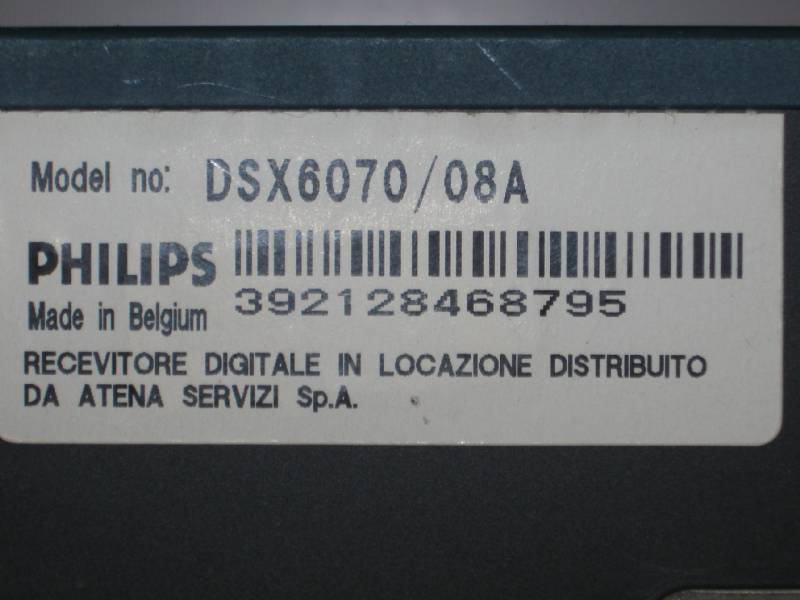 Model no: DSX6070/08A
PHILIPS
392128468795
Made in Belgium
RECEVITORE DIGITALE IN LOCAZIONE DISTRIBUITO
DA ATENA SERVIZI Sp.A.